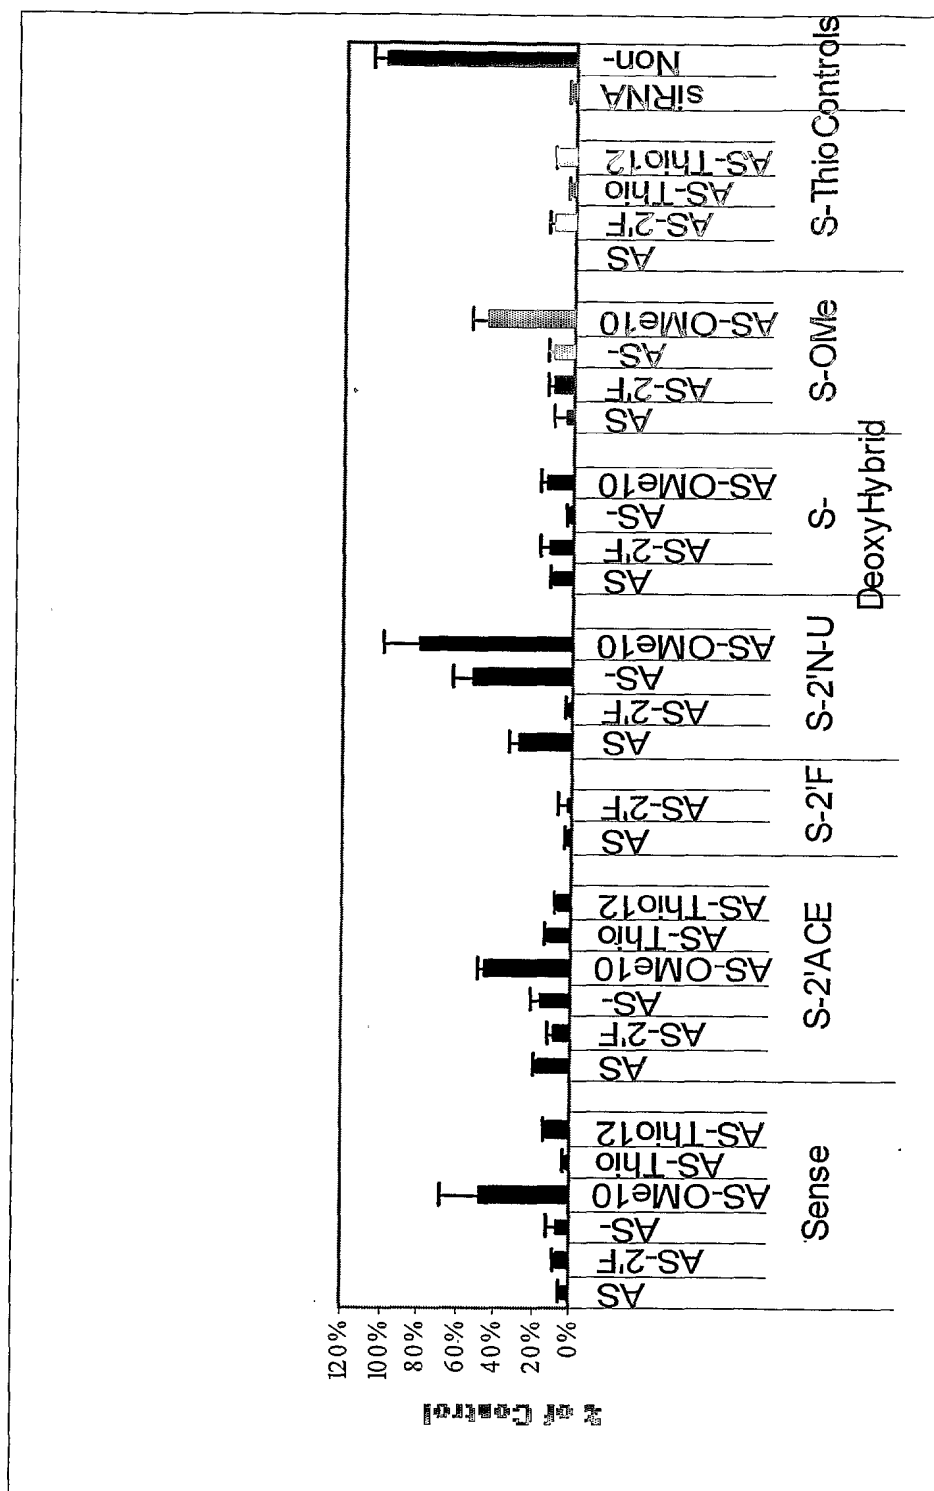 % of Control
120%
100%
80%
60%
40%
20%
0%
AS
AS-2'F
AS-
AS-OMe10
AS-Thio
AS-Thio12
Sense
AS
AS-2'F
AS-
AS-OMe10
AS-Thio
AS-Thio12
S-2'ACE
AS
AS-2'F
S-2'F
AS
AS-2'F
AS-
AS-OMe10
S-2'N-U
AS
AS-2'F
AS-
AS-OMe10
S-
Deoxy Hybrid
AS
AS-2'F
AS-
AS-OMe10
S-OMe
AS
AS-2'F
AS-Thio
AS-Thio12
S-Thio
siRNA
Non-
Controls